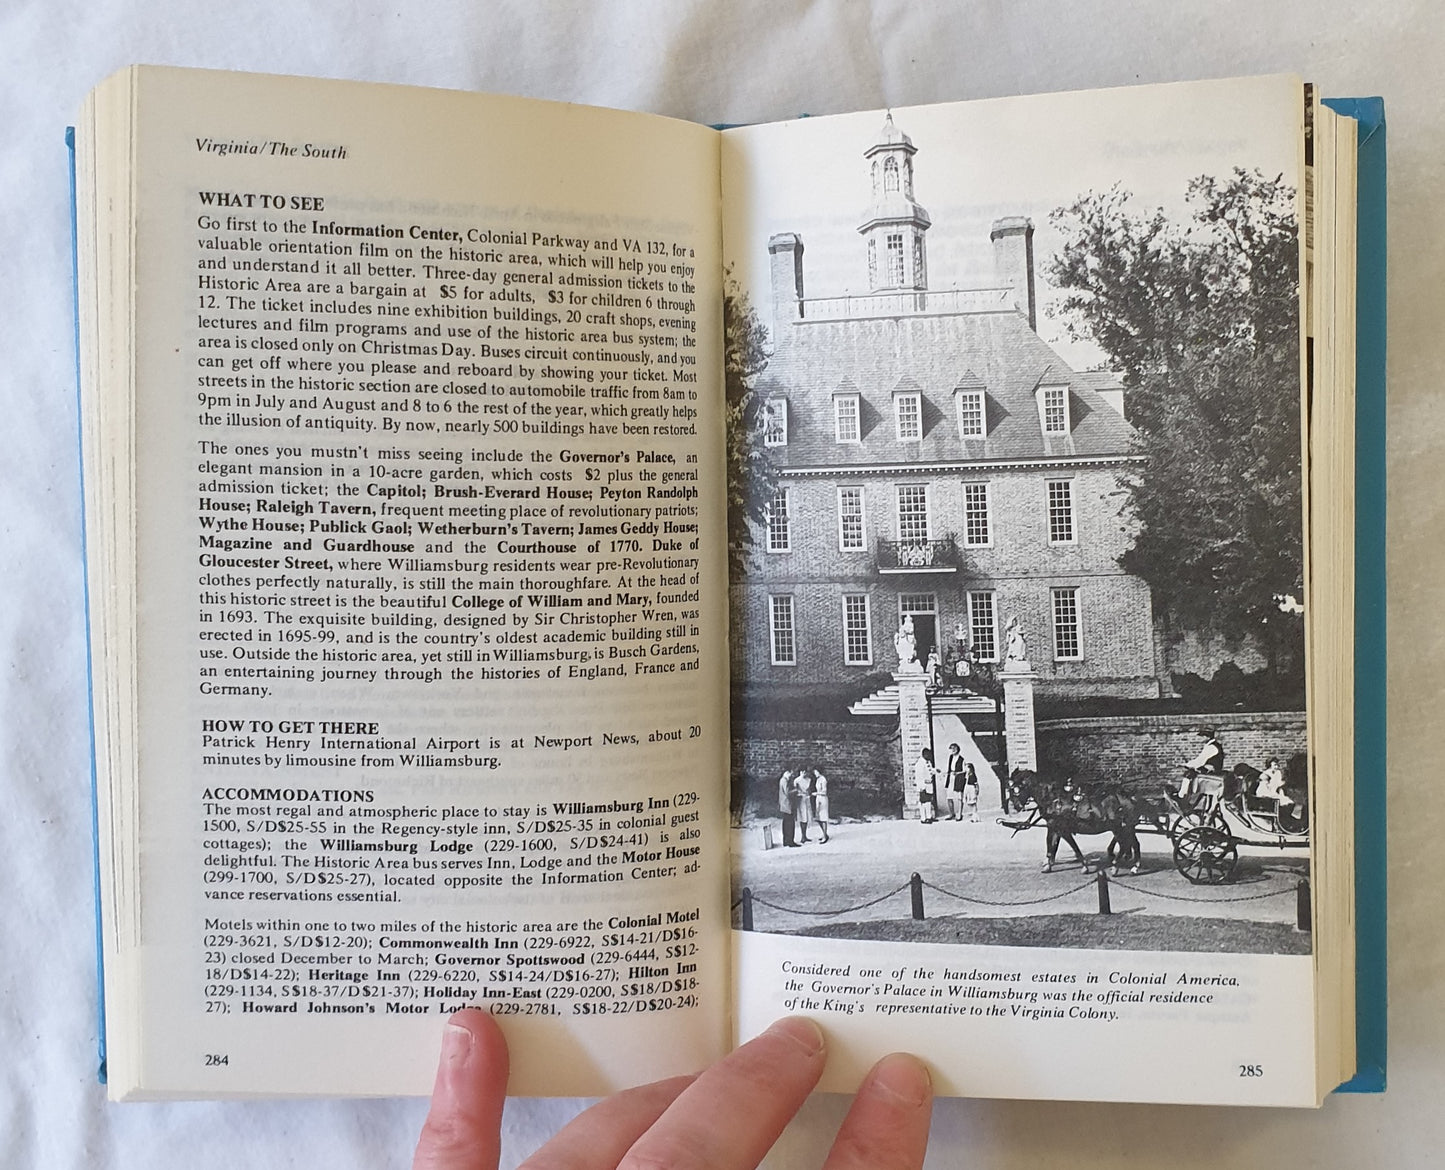 Virginia/The South
WHAT TO SEE
Go first to the Information Center, Colonial Parkway and VA 132, for a
valuable orientation film on the historic area, which will help you enjoy
and understand it all better. Three-day general admission tickets to the
Historic Area are a bargain at $5 for adults, $3 for children 6 through
12. The ticket includes nine exhibition buildings, 20 craft shops, evening
lectures and film programs and use of the historic area bus system; the
area is closed only on Christmas Day. Buses circuit continuously, and you
can get off where you please and reboard by showing your ticket. Most
streets in the historic section are closed to automobile traffic from 8am to
9pm in July and August and 8 to 6 the rest of the year, which greatly helps
the illusion of antiquity. By now, nearly 500 buildings have been restored.
The ones you mustn't miss seeing include the Governor's Palace, an
elegant mansion in a 10-acre garden, which costs $2 plus the general
admission ticket; the Capitol; Brush-Everard House; Peyton Randolph
House; Raleigh Tavern, frequent meeting place of revolutionary patriots;
Wythe House; Publick Gaol; Wetherburn's Tavern; James Geddy House;
Magazine and Guardhouse and the Courthouse of 1770. Duke of
Gloucester Street, where Williamsburg residents wear pre-Revolutionary
clothes perfectly naturally, is still the main thoroughfare. At the head of
this historic street is the beautiful College of William and Mary, founded
in 1693. The exquisite building, designed by Sir Christopher Wren, was
erected in 1695-99, and is the country's oldest academic building still in
use. Outside the historic area, yet still in Williamsburg, is Busch Gardens,
an entertaining journey through the histories of England, France and
Germany.
HOW TO GET THERE
Patrick Henry International Airport is at Newport News, about 20
minutes by limousine from Williamsburg.
ACCOMMODATIONS
The most regal and atmospheric place to stay is Williamsburg Inn (229-
1500, S/D$25-55 in the Regency-style inn, S/D$25-35 in colonial guest
cottages); the Williamsburg Lodge (229-1600, S/D$24-41) is also
delightful. The Historic Area bus serves Inn, Lodge and the Motor House
(299-1700, S/D$25-27), located opposite the Information Center; ad-
vance reservations essential.
Motels within one to two miles of the historic area are the Colonial Motel
(229-3621, S/D$12-20); Commonwealth Inn (229-6922, S$14-21/D$16-
23) closed December to March; Governor Spottswood (229-6444, S$12-
18/D$14-22); Heritage Inn (229-6220, S$14-24/D$16-27); Hilton Inn
(229-1134, S$18-37/D$21-37); Holiday Inn-East (229-0200, S$18/D$18-
27); Howard Johnson's Motor Lodge (229-2781, S$18-22/D$20-24);
284
Considered one of the handsomest estates in Colonial America,
the Governor's Palace in Williamsburg was the official residence
of the King's representative to the Virginia Colony.
285